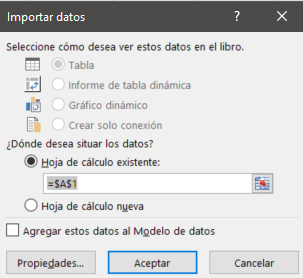 Importar datos
?
Seleccione cómo desea ver estos datos en el libro.
Tabla
Informe de tabla dinámica
Gráfico dinámico
Crear solo conexión
¿Dónde desea situar los datos?
Hoja de cálculo existente:
=$A$1
Hoja de cálculo nueva
Agregar estos datos al Modelo de datos
Propiedades...
Aceptar
Cancelar